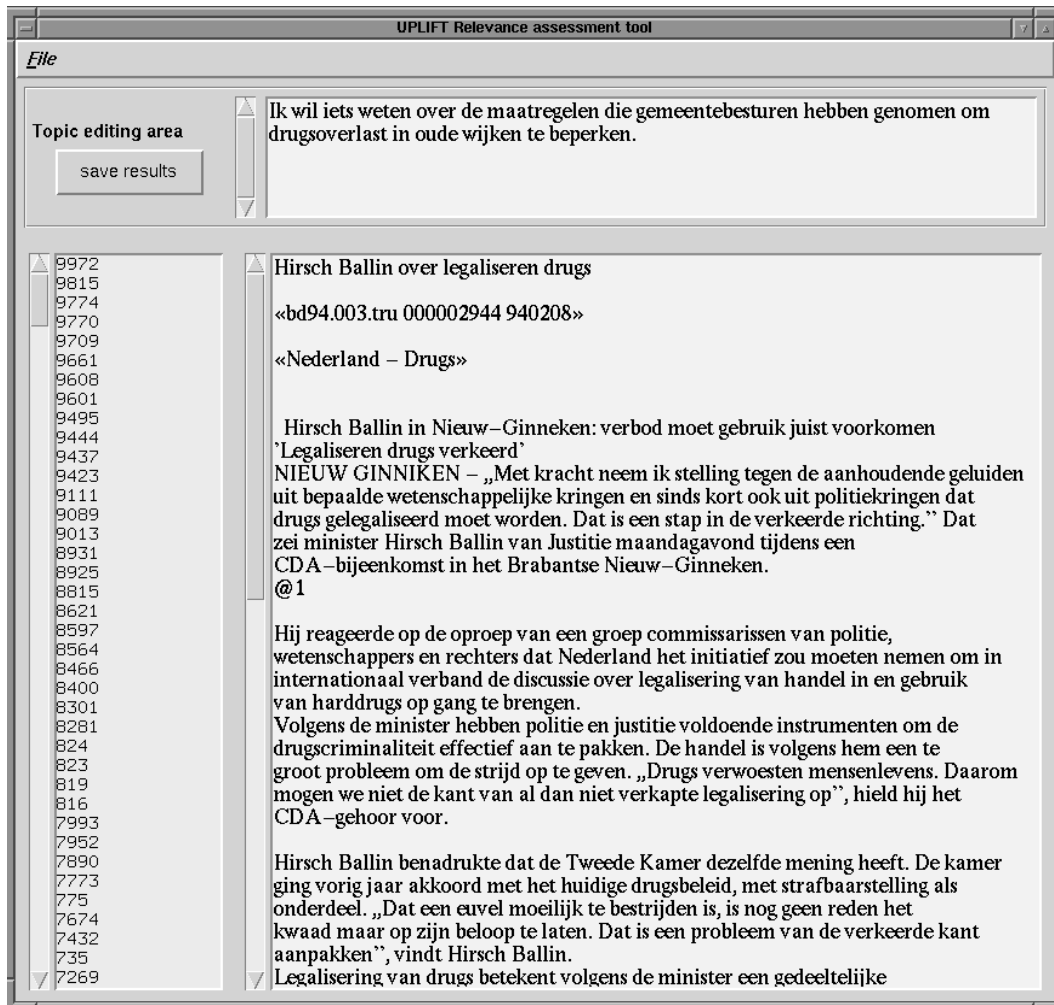 UPLIFT Relevance assessment tool
File
Topic editing area
save results
Ik wil iets weten over de maatregelen die gemeentebesturen hebben genomen om
drugsoverlast in oude wijken te beperken.
9972
9815
9774
9770
9709
9661
9608
9601
9495
9444
9437
9423
9111
9089
9013
8931
8925
8815
8621
8597
8564
8466
8400
8301
8281
824
823
819
816
7993
7952
7890
7773
775
7674
7432
735
7269
Hirsch Ballin over legaliseren drugs
«bd94.003.tru 000002944 940208»
«Nederland – Drugs»
Hirsch Ballin in Nieuw–Ginneken: verbod moet gebruik juist voorkomen
'Legaliseren drugs verkeerd'
NIEUW GINNIKEN – „Met kracht neem ik stelling tegen de aanhoudende geluiden
uit bepaalde wetenschappelijke kringen en sinds kort ook uit politiekringen dat
drugs gelegaliseerd moet worden. Dat is een stap in de verkeerde richting.’’ Dat
zei minister Hirsch Ballin van Justitie maandagavond tijdens een
CDA–bijeenkomst in het Brabantse Nieuw–Ginneken.
@1
Hij reageerde op de oproep van een groep commissarissen van politie,
wetenschappers en rechters dat Nederland het initiatief zou moeten nemen om in
internationaal verband de discussie over legalisering van handel in en gebruik
van harddrugs op gang te brengen.
Volgens de minister hebben politie en justitie voldoende instrumenten om de
drugscriminaliteit effectief aan te pakken. De handel is volgens hem een te
groot probleem om de strijd op te geven. „Drugs verwoesten mensenlevens. Daarom
mogen we niet de kant van al dan niet verkapte legalisering op’’, hield hij het
CDA–gehoor voor.
Hirsch Ballin benadrukte dat de Tweede Kamer dezelfde mening heeft. De kamer
ging vorig jaar akkoord met het huidige drugsbeleid, met strafbaarstelling als
onderdeel. „Dat een euvel moeilijk te bestrijden is, is nog geen reden het
kwaad maar op zijn beloop te laten. Dat is een probleem van de verkeerde kant
aanpakken’’, vindt Hirsch Ballin.
Legalisering van drugs betekent volgens de minister een gedeeltelijke